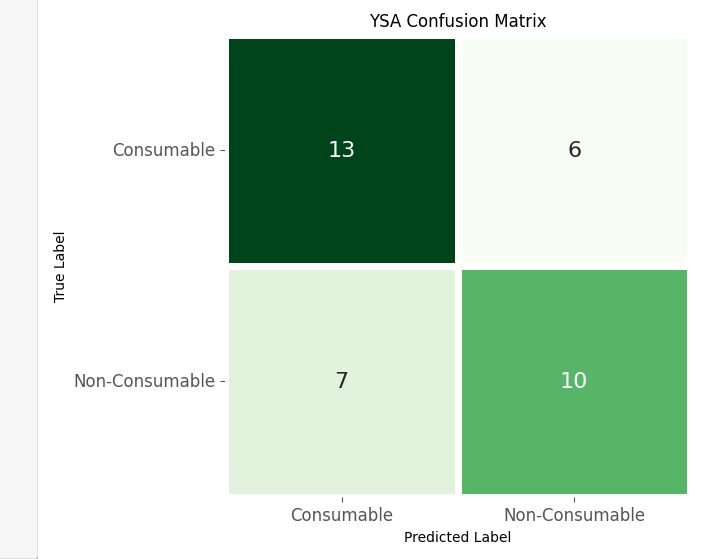 YSA Confusion Matrix
Consumable
13
6
True Label
Non-Consumable
7
10
Consumable
Non-Consumable
Predicted Label